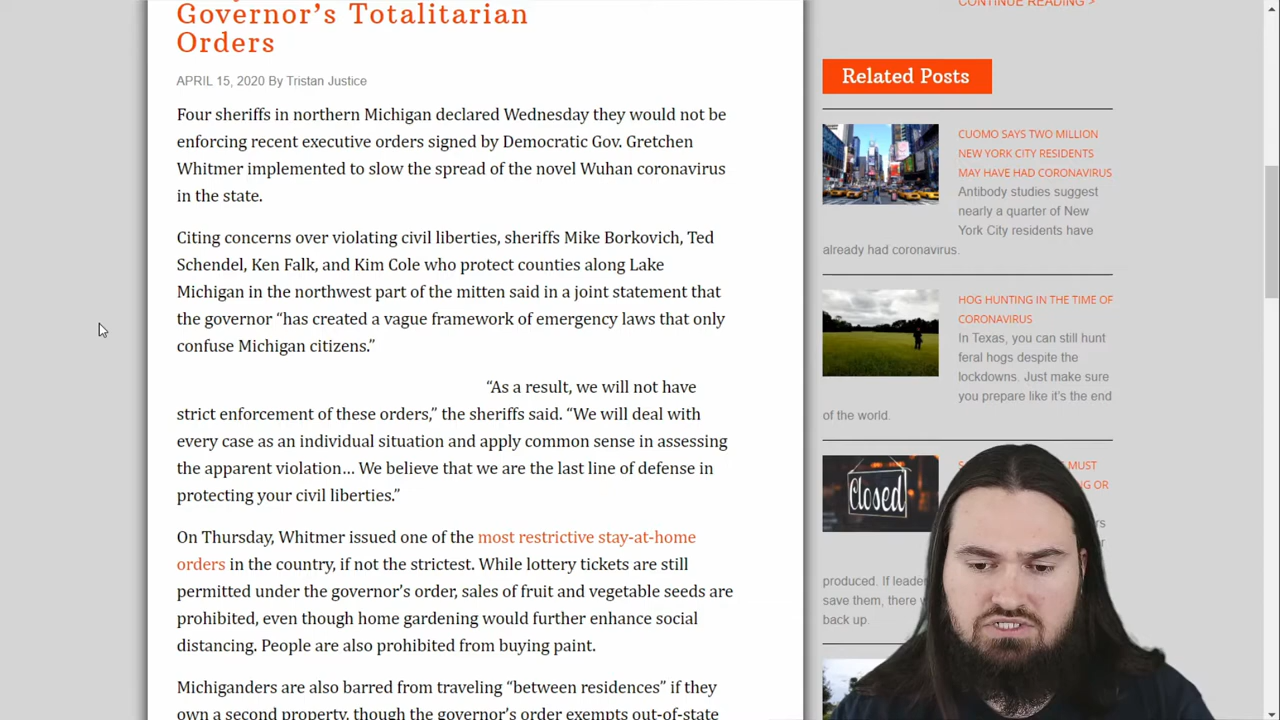 Governor’s Totalitarian
Orders
APRIL 15, 2020 By Tristan Justice
Four sheriffs in northern Michigan declared Wednesday they would not be
enforcing recent executive orders signed by Democratic Gov. Gretchen
Whitmer implemented to slow the spread of the novel Wuhan coronavirus
in the state.
Citing concerns over violating civil liberties, sheriffs Mike Borkovich, Ted
Schendel, Ken Falk, and Kim Cole who protect counties along Lake
Michigan in the northwest part of the mitten said in a joint statement that
the governor “has created a vague framework of emergency laws that only
confuse Michigan citizens.”
“As a result, we will not have
strict enforcement of these orders,” the sheriffs said. “We will deal with
every case as an individual situation and apply common sense in assessing
the apparent violation… We believe that we are the last line of defense in
protecting your civil liberties.”
On Thursday, Whitmer issued one of the most restrictive stay-at-home
orders in the country, if not the strictest. While lottery tickets are still
permitted under the governor’s order, sales of fruit and vegetable seeds are
prohibited, even though home gardening would further enhance social
distancing. People are also prohibited from buying paint.
Michiganders are also barred from traveling “between residences” if they
own a second property, though the governor’s order exempts out-of-state
CONTINUE READING >
Related Posts
CUOMO SAYS TWO MILLION
NEW YORK CITY RESIDENTS
MAY HAVE HAD CORONAVIRUS
Antibody studies suggest
nearly a quarter of New
York City residents have
already had coronavirus.
HOG HUNTING IN THE TIME OF
CORONAVIRUS
In Texas, you can still hunt
feral hogs despite the
lockdowns. Just make sure
you prepare like it's the end
of the world.
Closed
MUST
OR
produced. If
save them,
back up.